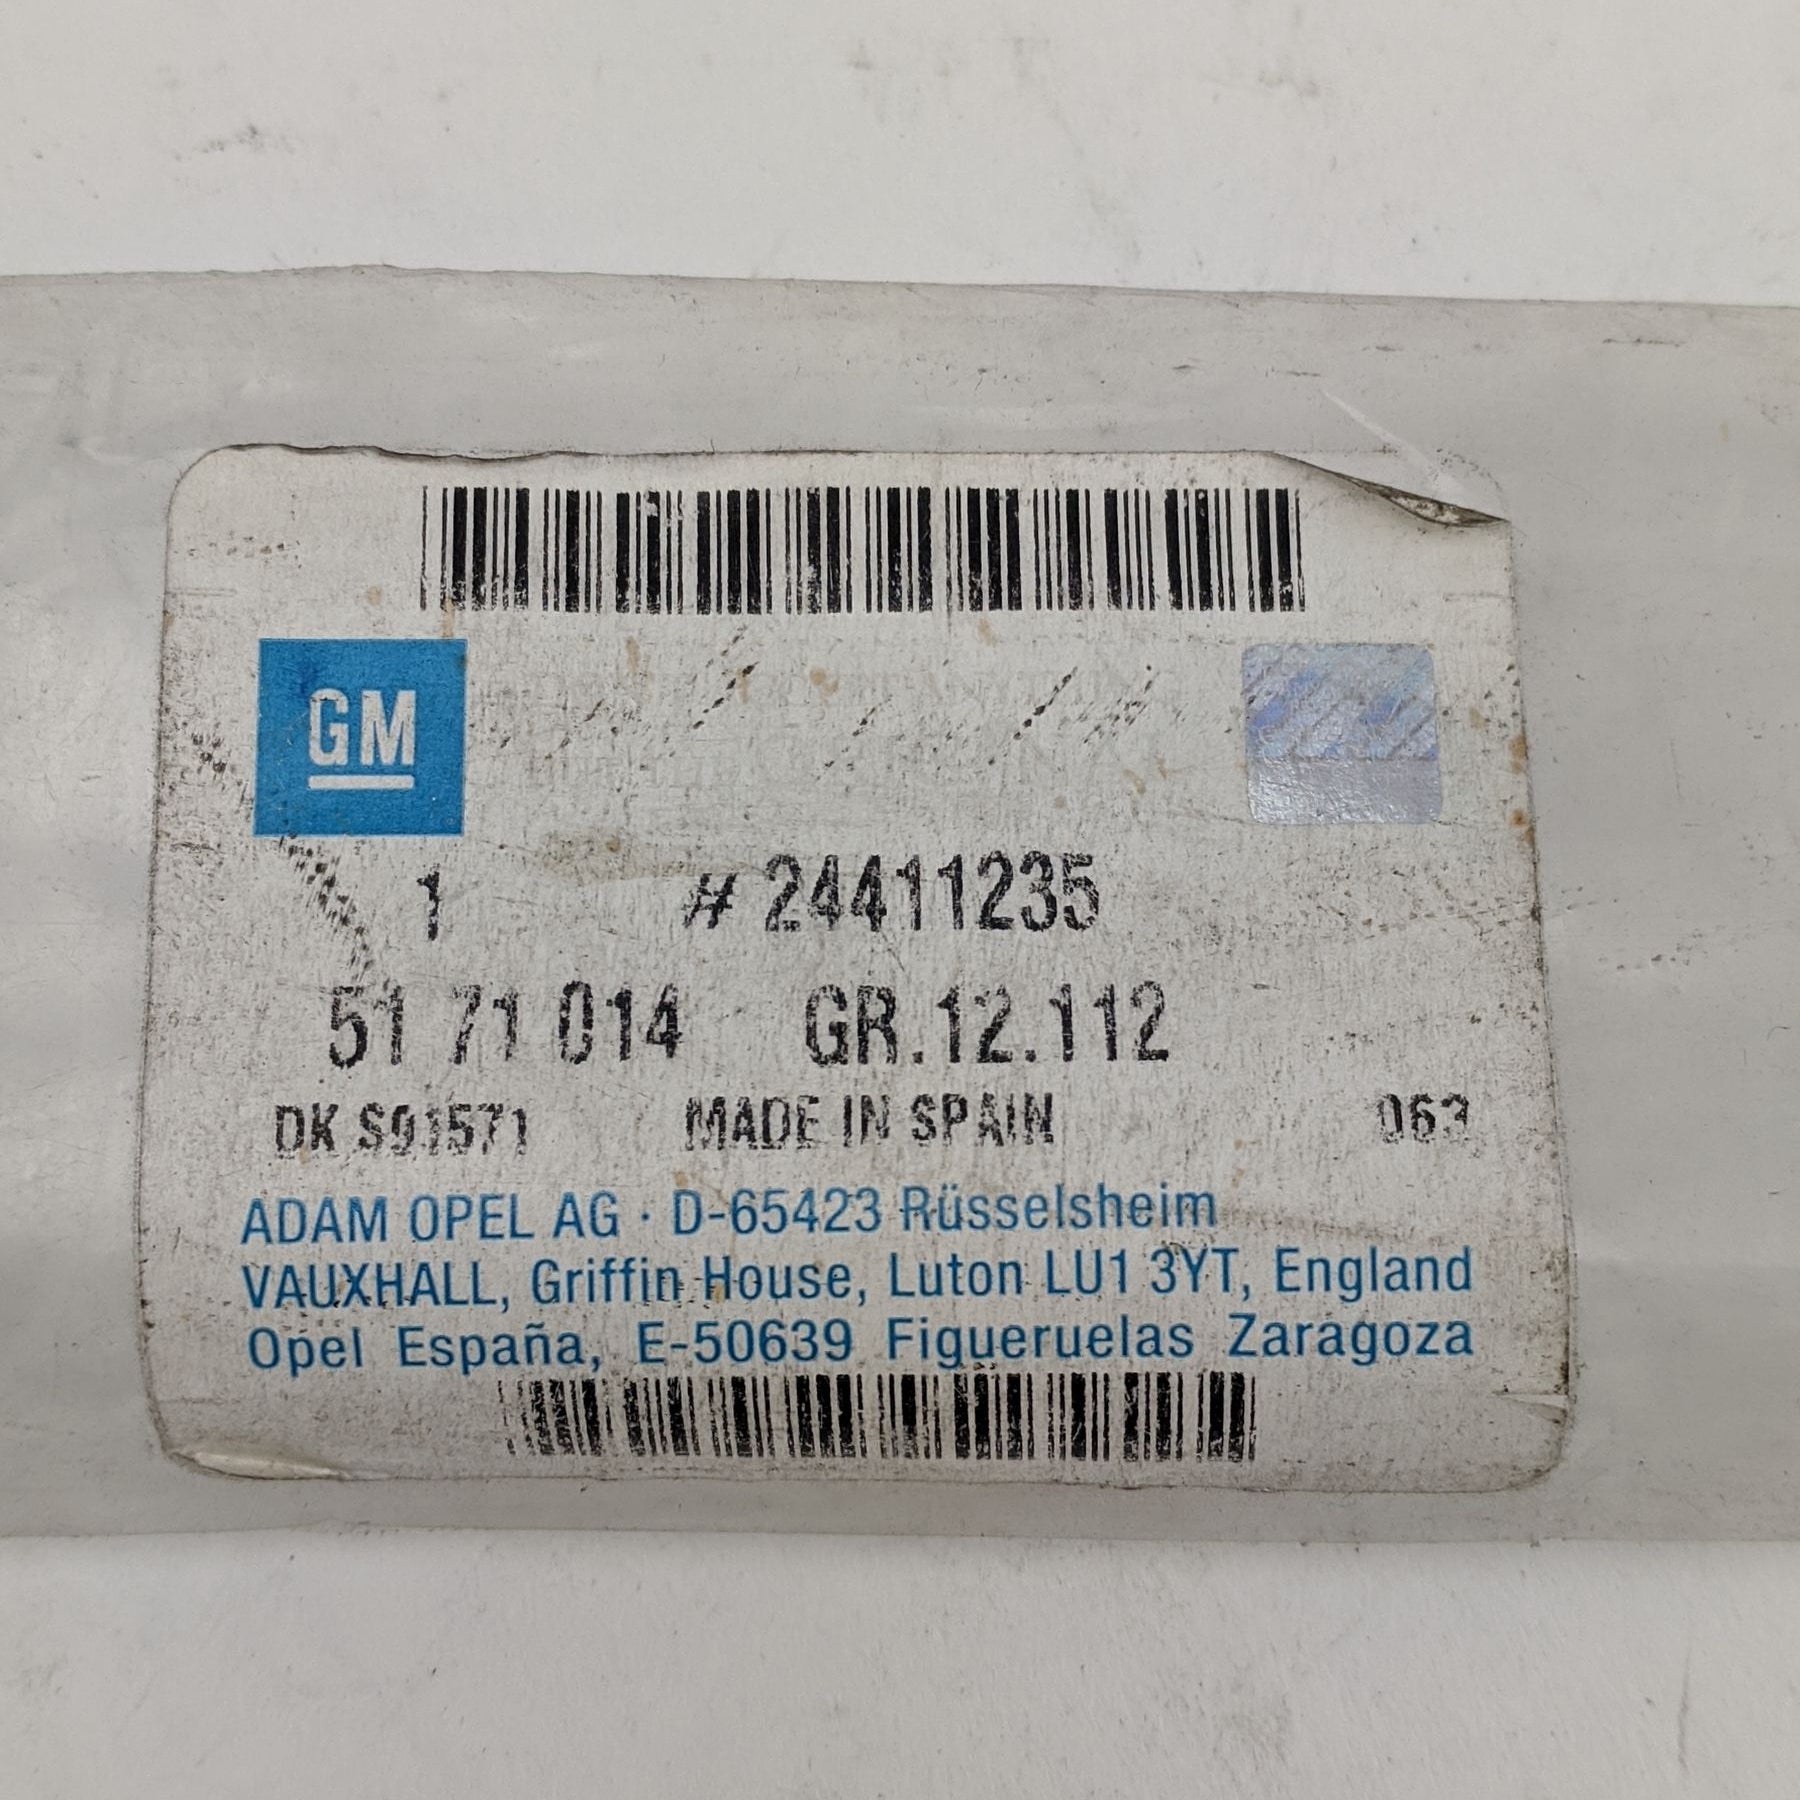 GM
1 # 24411235
51 71 014 GR.12.112
DK S91571 MADE IN SPAIN 063
ADAM OPEL AG · D-65423 Rüsselsheim
VAUXHALL, Griffin House, Luton LU1 3YT, England
Opel España, E-50639 Figueruelas Zaragoza